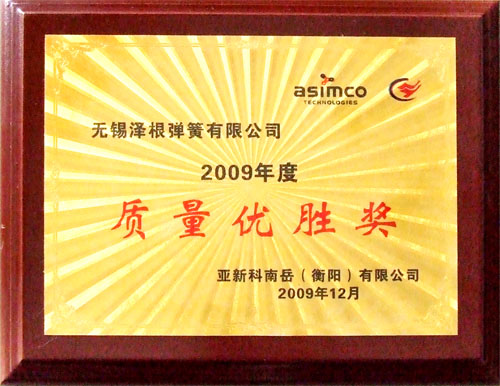 asimco
TECHNOLOGIES
无锡泽根弹簧有限公司
2009年度
质量优胜奖
亚新科南岳（衡阳）有限公司
2009年12月